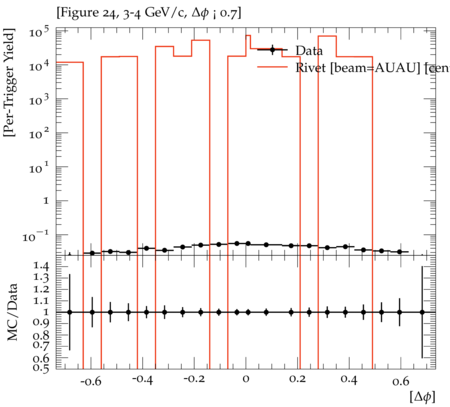 [Figure 24, 3-4 GeV/c, Δϕ ¡ 0.7]
[Per-Trigger Yield]
10⁵
10⁴
10³
10²
10¹
1
10⁻¹
Data
Rivet [beam=AUAU] [cen
MC/Data
1.4
1.3
1.2
1.1
1
0.9
0.8
0.7
0.6
0.5
-0.6 -0.4 -0.2 0 0.2 0.4 0.6
[Δϕ]